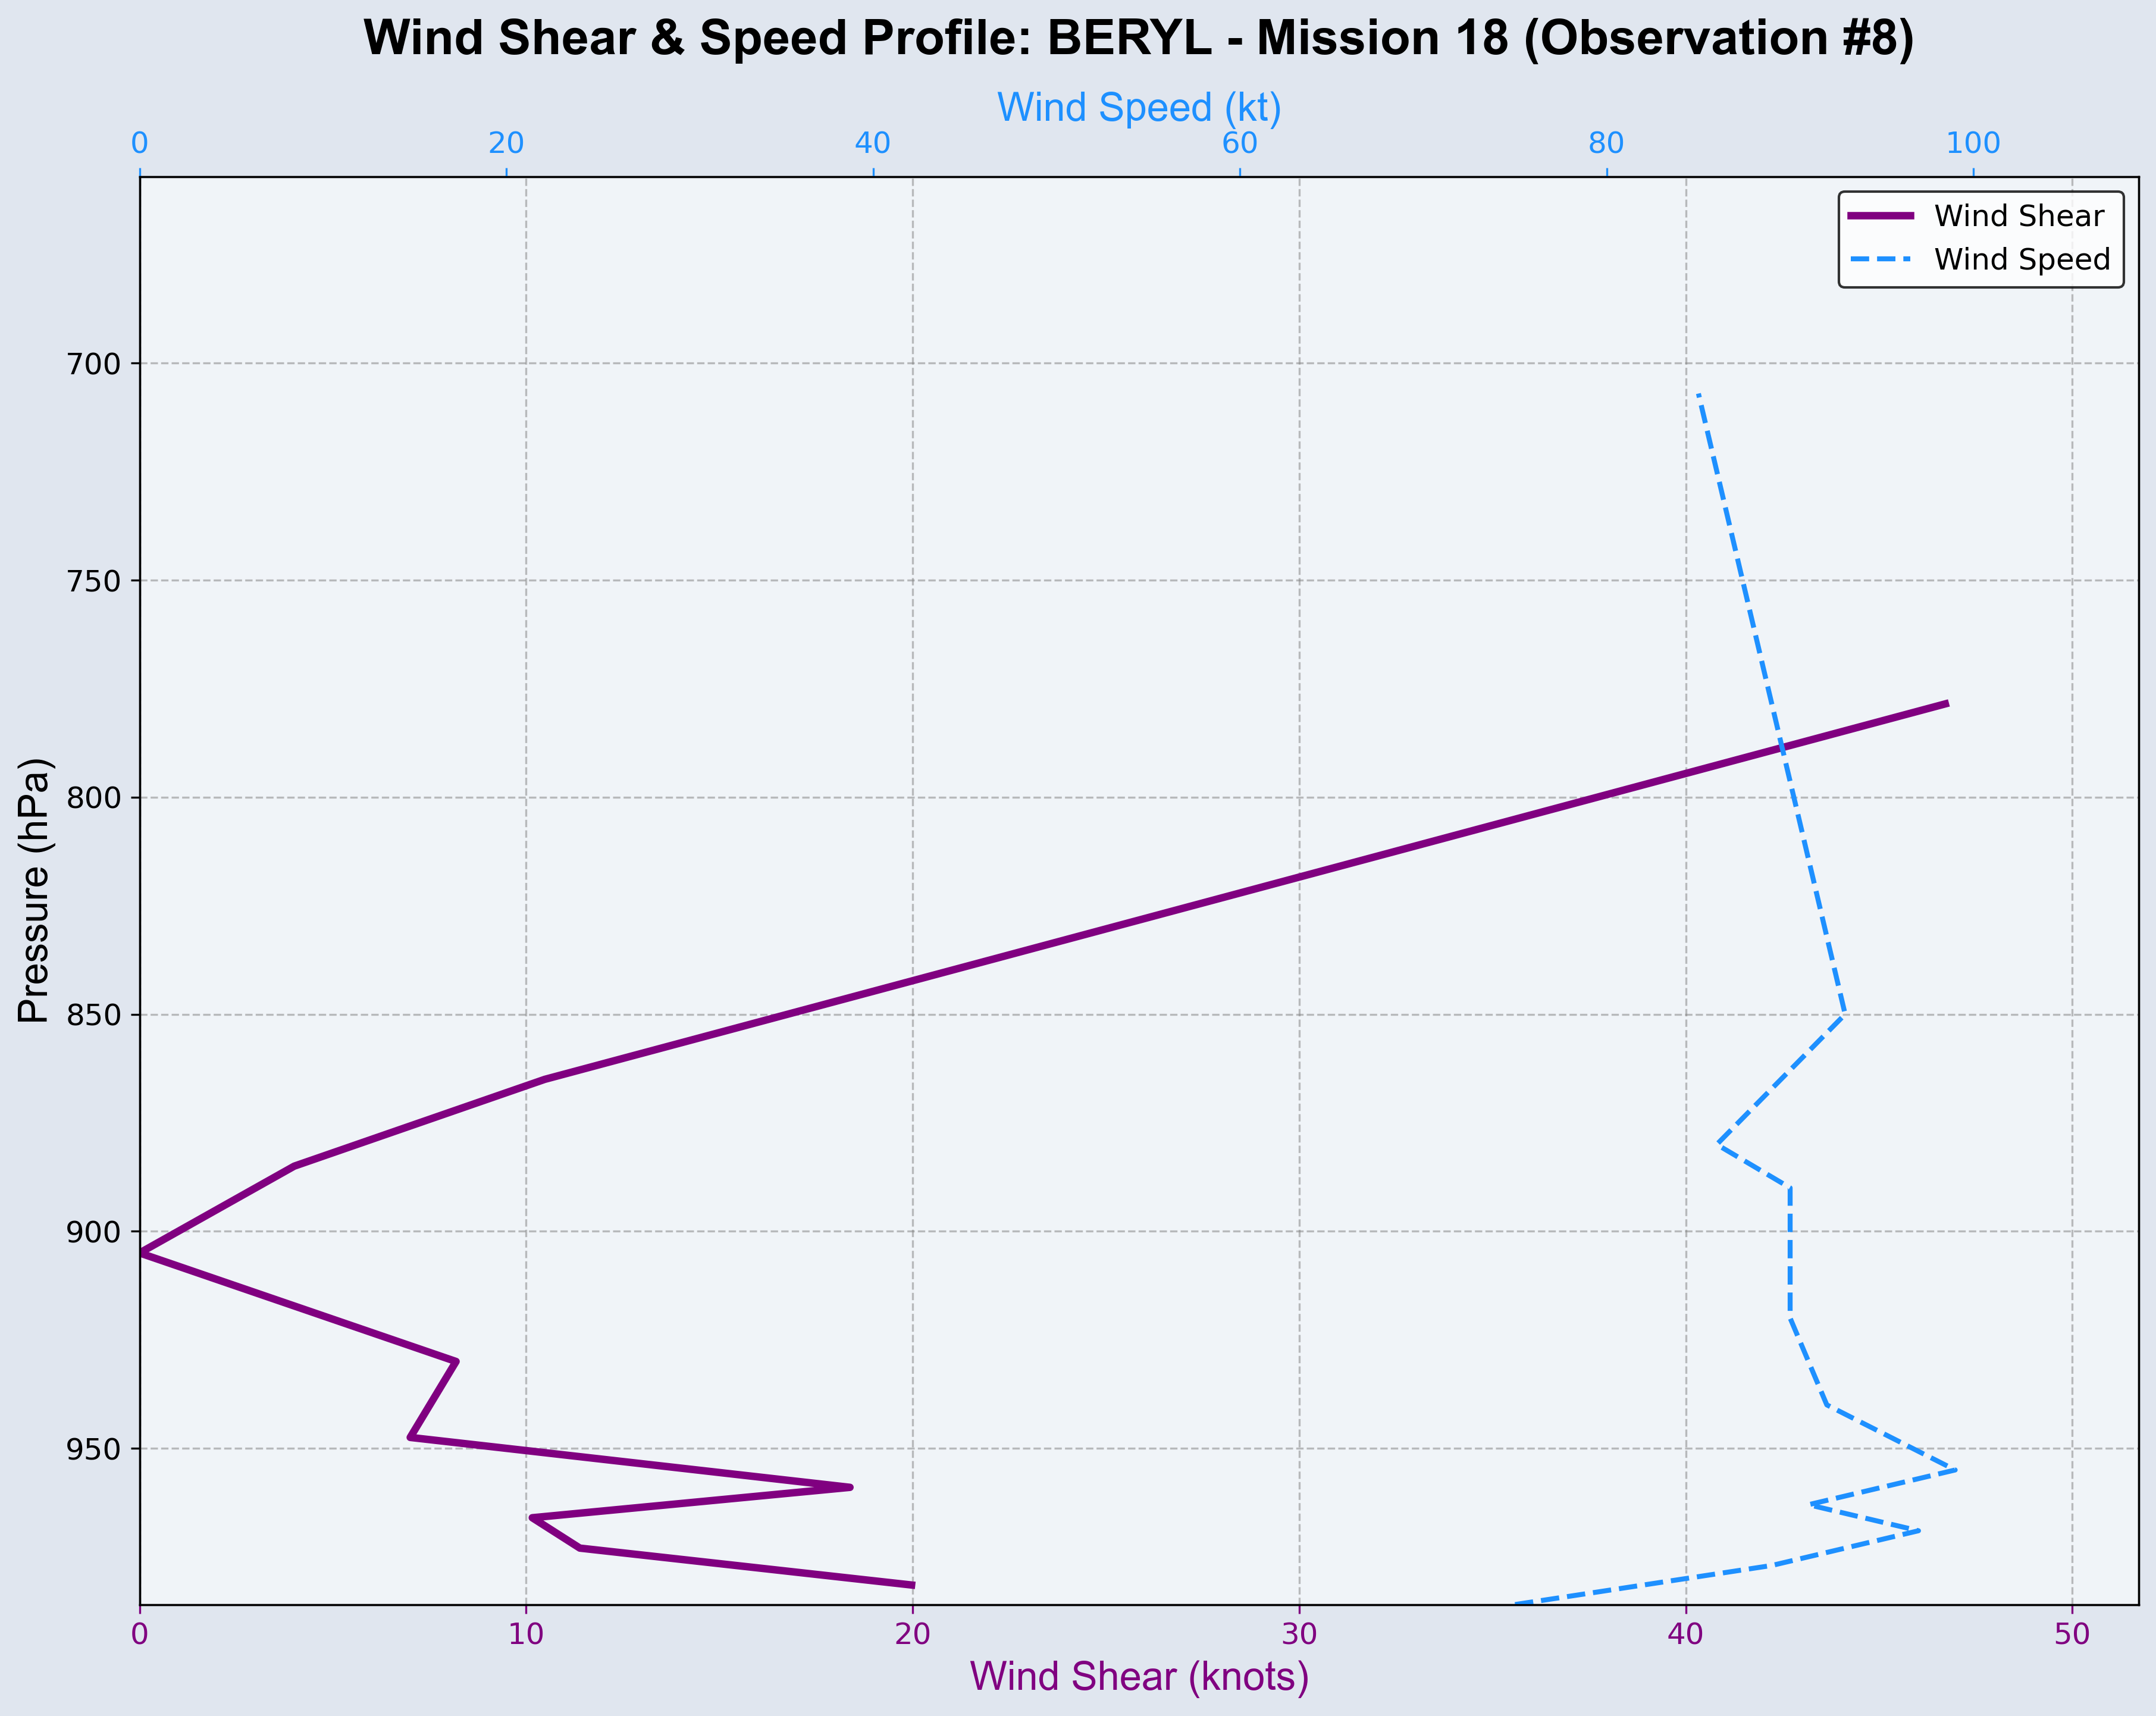 Wind Shear & Speed Profile: BERYL - Mission 18 (Observation #8)
Wind Speed (kt)
0 20 40 60 80 100
Wind Shear
Wind Speed
700
750
800
850
900
950
Pressure (hPa)
0 10 20 30 40 50
Wind Shear (knots)